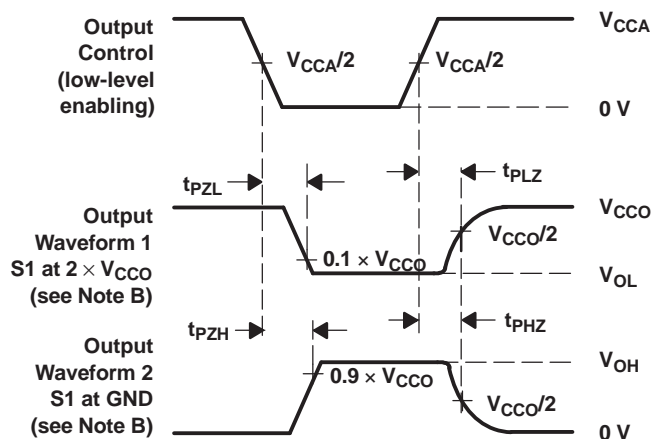 Output
Control
(low-level
enabling)
V_CCA/2
V_CCA/2
V_CCA
0 V
t_PZL
t_PLZ
Output
Waveform 1
S1 at 2 × V_CCO
(see Note B)
0.1 × V_CCO
V_CCO/2
V_CCO
V_OL
t_PZH
t_PHZ
Output
Waveform 2
S1 at GND
(see Note B)
0.9 × V_CCO
V_CCO/2
V_OH
0 V